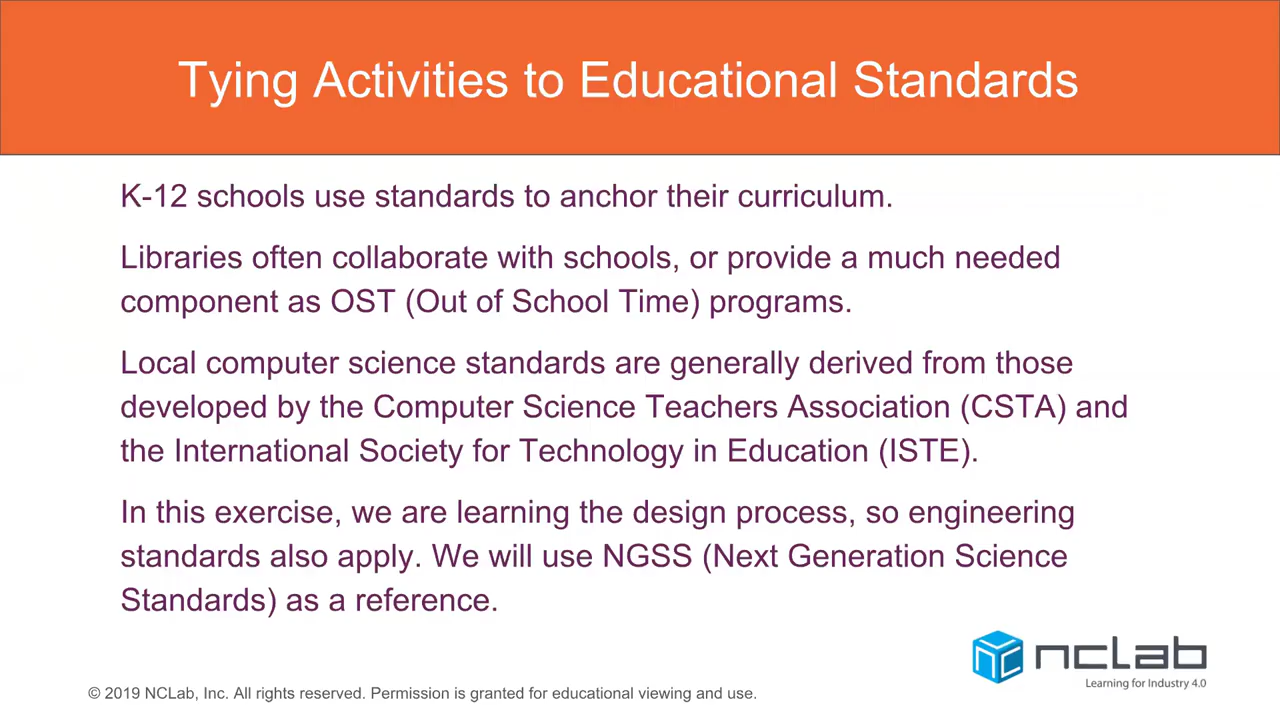 Tying Activities to Educational Standards
K-12 schools use standards to anchor their curriculum.
Libraries often collaborate with schools, or provide a much needed
component as OST (Out of School Time) programs.
Local computer science standards are generally derived from those
developed by the Computer Science Teachers Association (CSTA) and
the International Society for Technology in Education (ISTE).
In this exercise, we are learning the design process, so engineering
standards also apply. We will use NGSS (Next Generation Science
Standards) as a reference.
nclab
Learning for Industry 4.0
© 2019 NCLab, Inc. All rights reserved. Permission is granted for educational viewing and use.